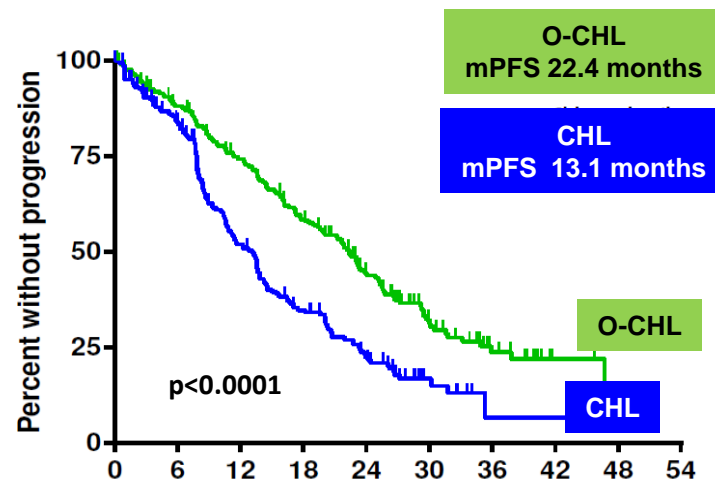 O-CHL
mPFS 22.4 months
CHL
mPFS 13.1 months
100
75
50
25
0
Percent without progression
p<0.0001
O-CHL
CHL
0 6 12 18 24 30 36 42 48 54